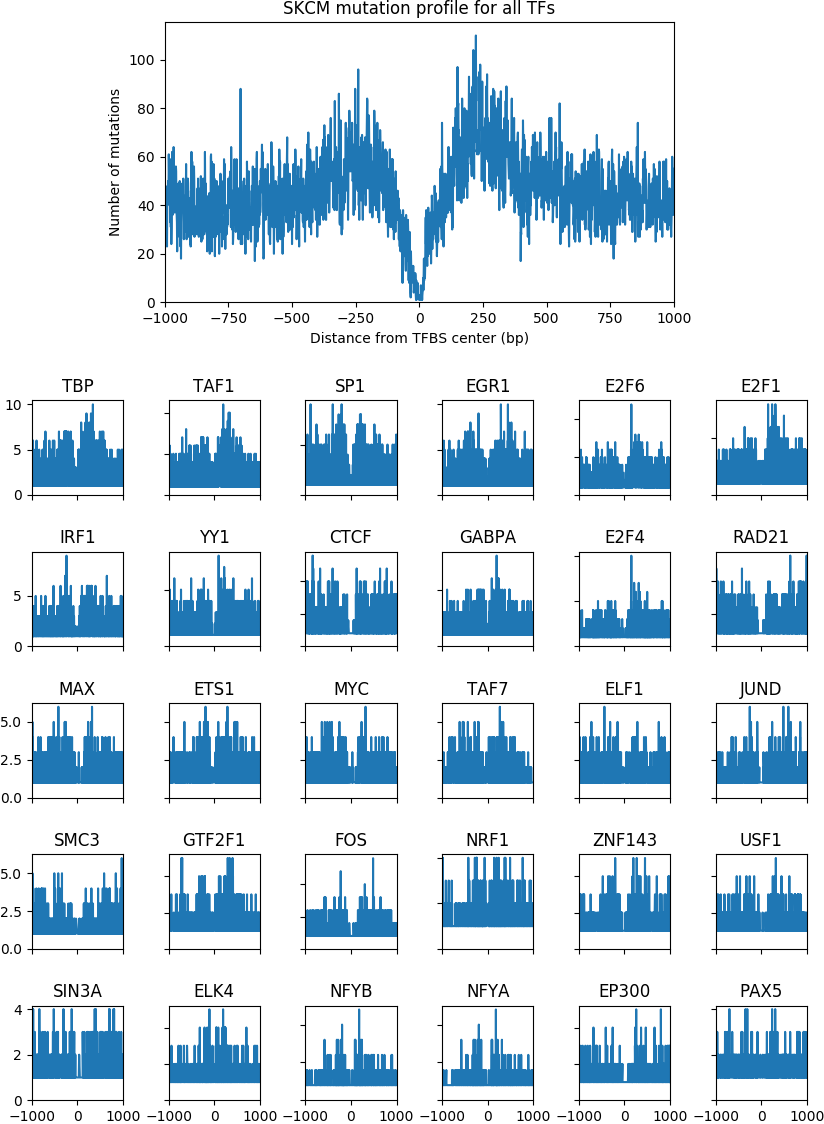 SKCM mutation profile for all TFs
Number of mutations
100
80
60
40
20
0
−1000 −750 −500 −250 0 250 500 750 1000
Distance from TFBS center (bp)
TBP TAF1 SP1 EGR1 E2F6 E2F1
10
5
0
IRF1 YY1 CTCF GABPA E2F4 RAD21
5
0
MAX ETS1 MYC TAF7 ELF1 JUND
5.0
2.5
0.0
SMC3 GTF2F1 FOS NRF1 ZNF143 USF1
5.0
2.5
0.0
SIN3A ELK4 NFYB NFYA EP300 PAX5
4
2
0
−1000 0 1000 −1000 0 1000 −1000 0 1000 −1000 0 1000 −1000 0 1000 −1000 0 1000